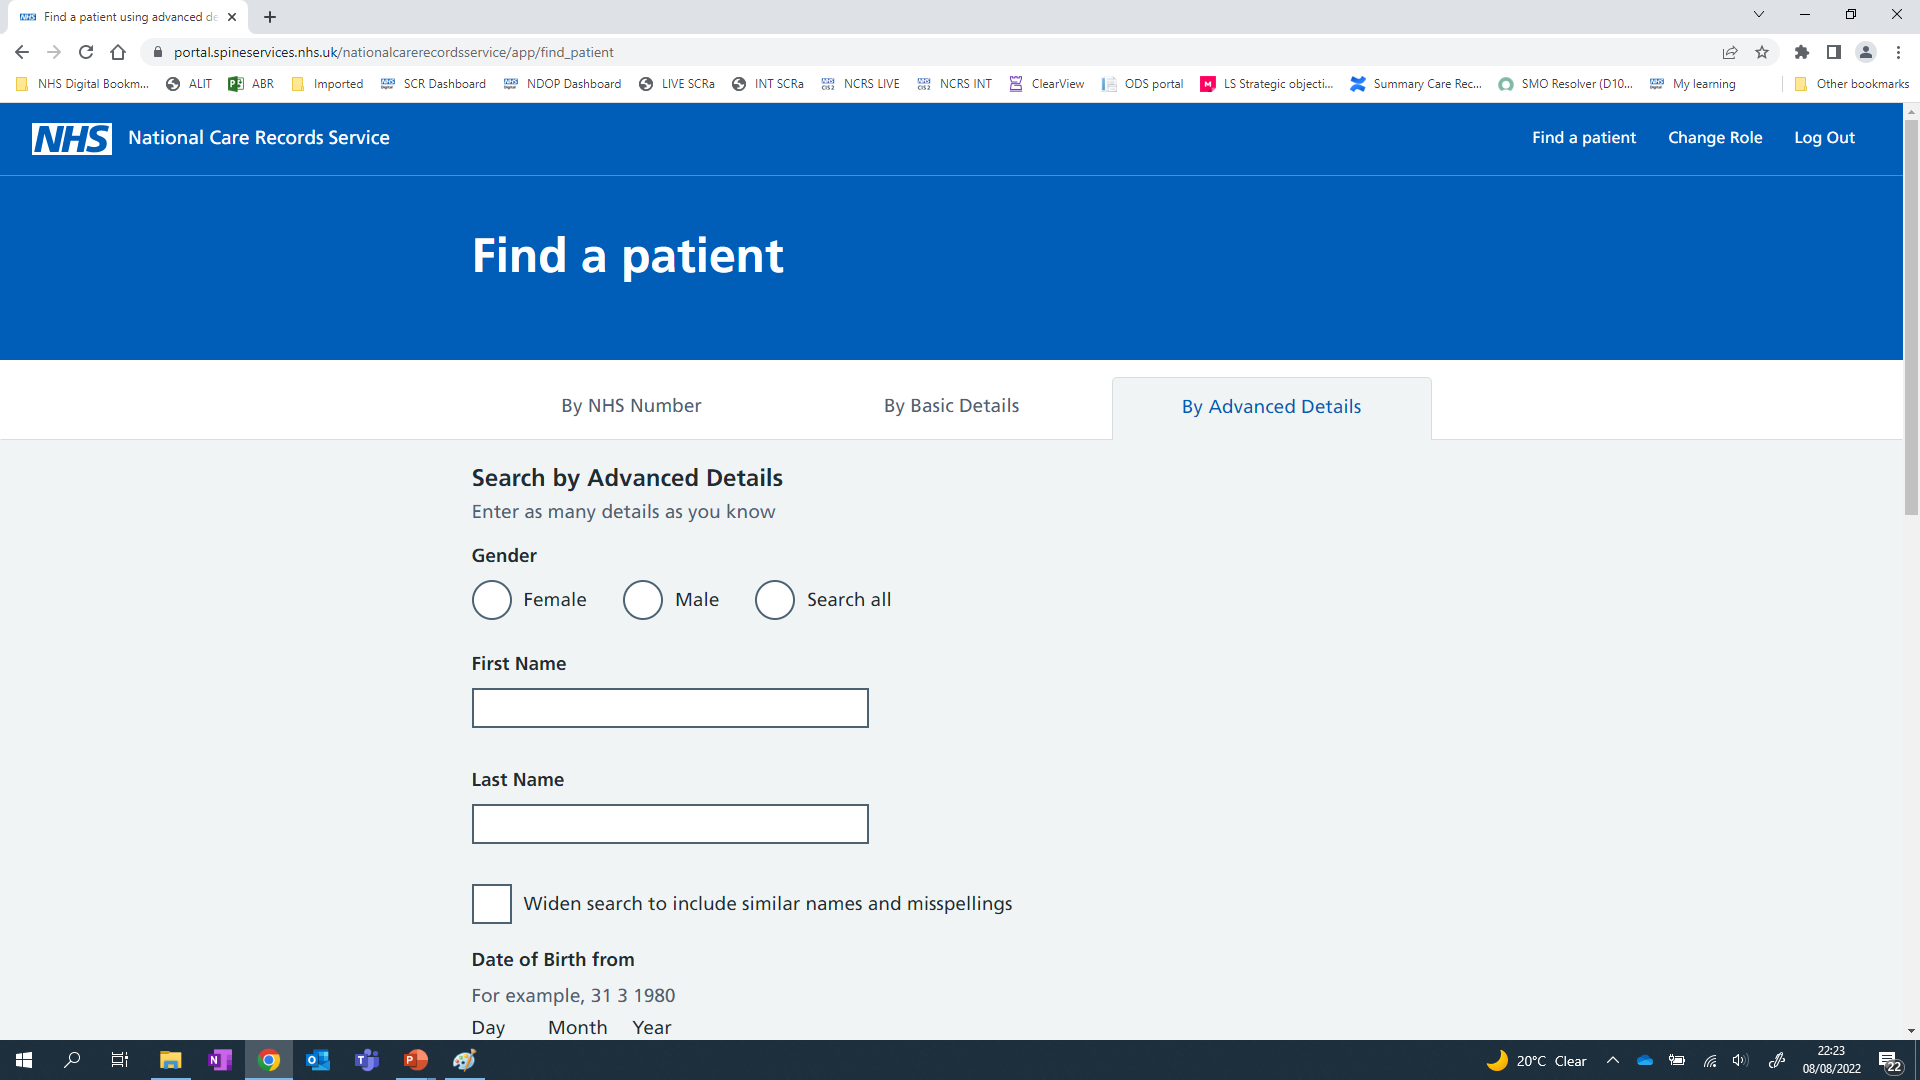 Find a patient using advanced de
portal.spineservices.nhs.uk/nationalcarerecordsservice/app/find_patient
NHS Digital Bookm... ALIT ABR Imported SCR Dashboard NDOP Dashboard LIVE SCRa INT SCRa NCRS LIVE NCRS INT ClearView ODS portal LS Strategic objecti... Summary Care Rec... SMO Resolver (D10... My learning Other bookmarks
NHS National Care Records Service Find a patient Change Role Log Out
Find a patient
By NHS Number By Basic Details By Advanced Details
Search by Advanced Details
Enter as many details as you know
Gender
Female Male Search all
First Name
Last Name
Widen search to include similar names and misspellings
Date of Birth from
For example, 31 3 1980
Day Month Year
20°C Clear 22:23
08/08/2022 22